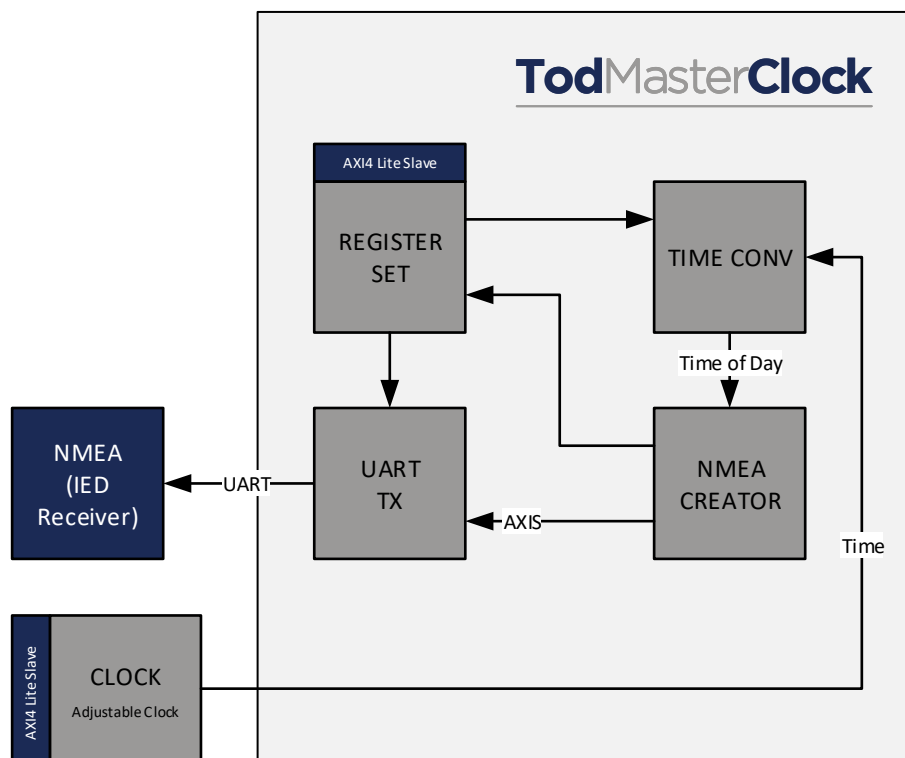 TodMasterClock
AXI4 Lite Slave
REGISTER
SET
TIME CONV
Time of Day
NMEA
(IED
Receiver)
UART
UART
TX
AXIS
NMEA
CREATOR
Time
AXI4 Lite Slave
CLOCK
Adjustable Clock